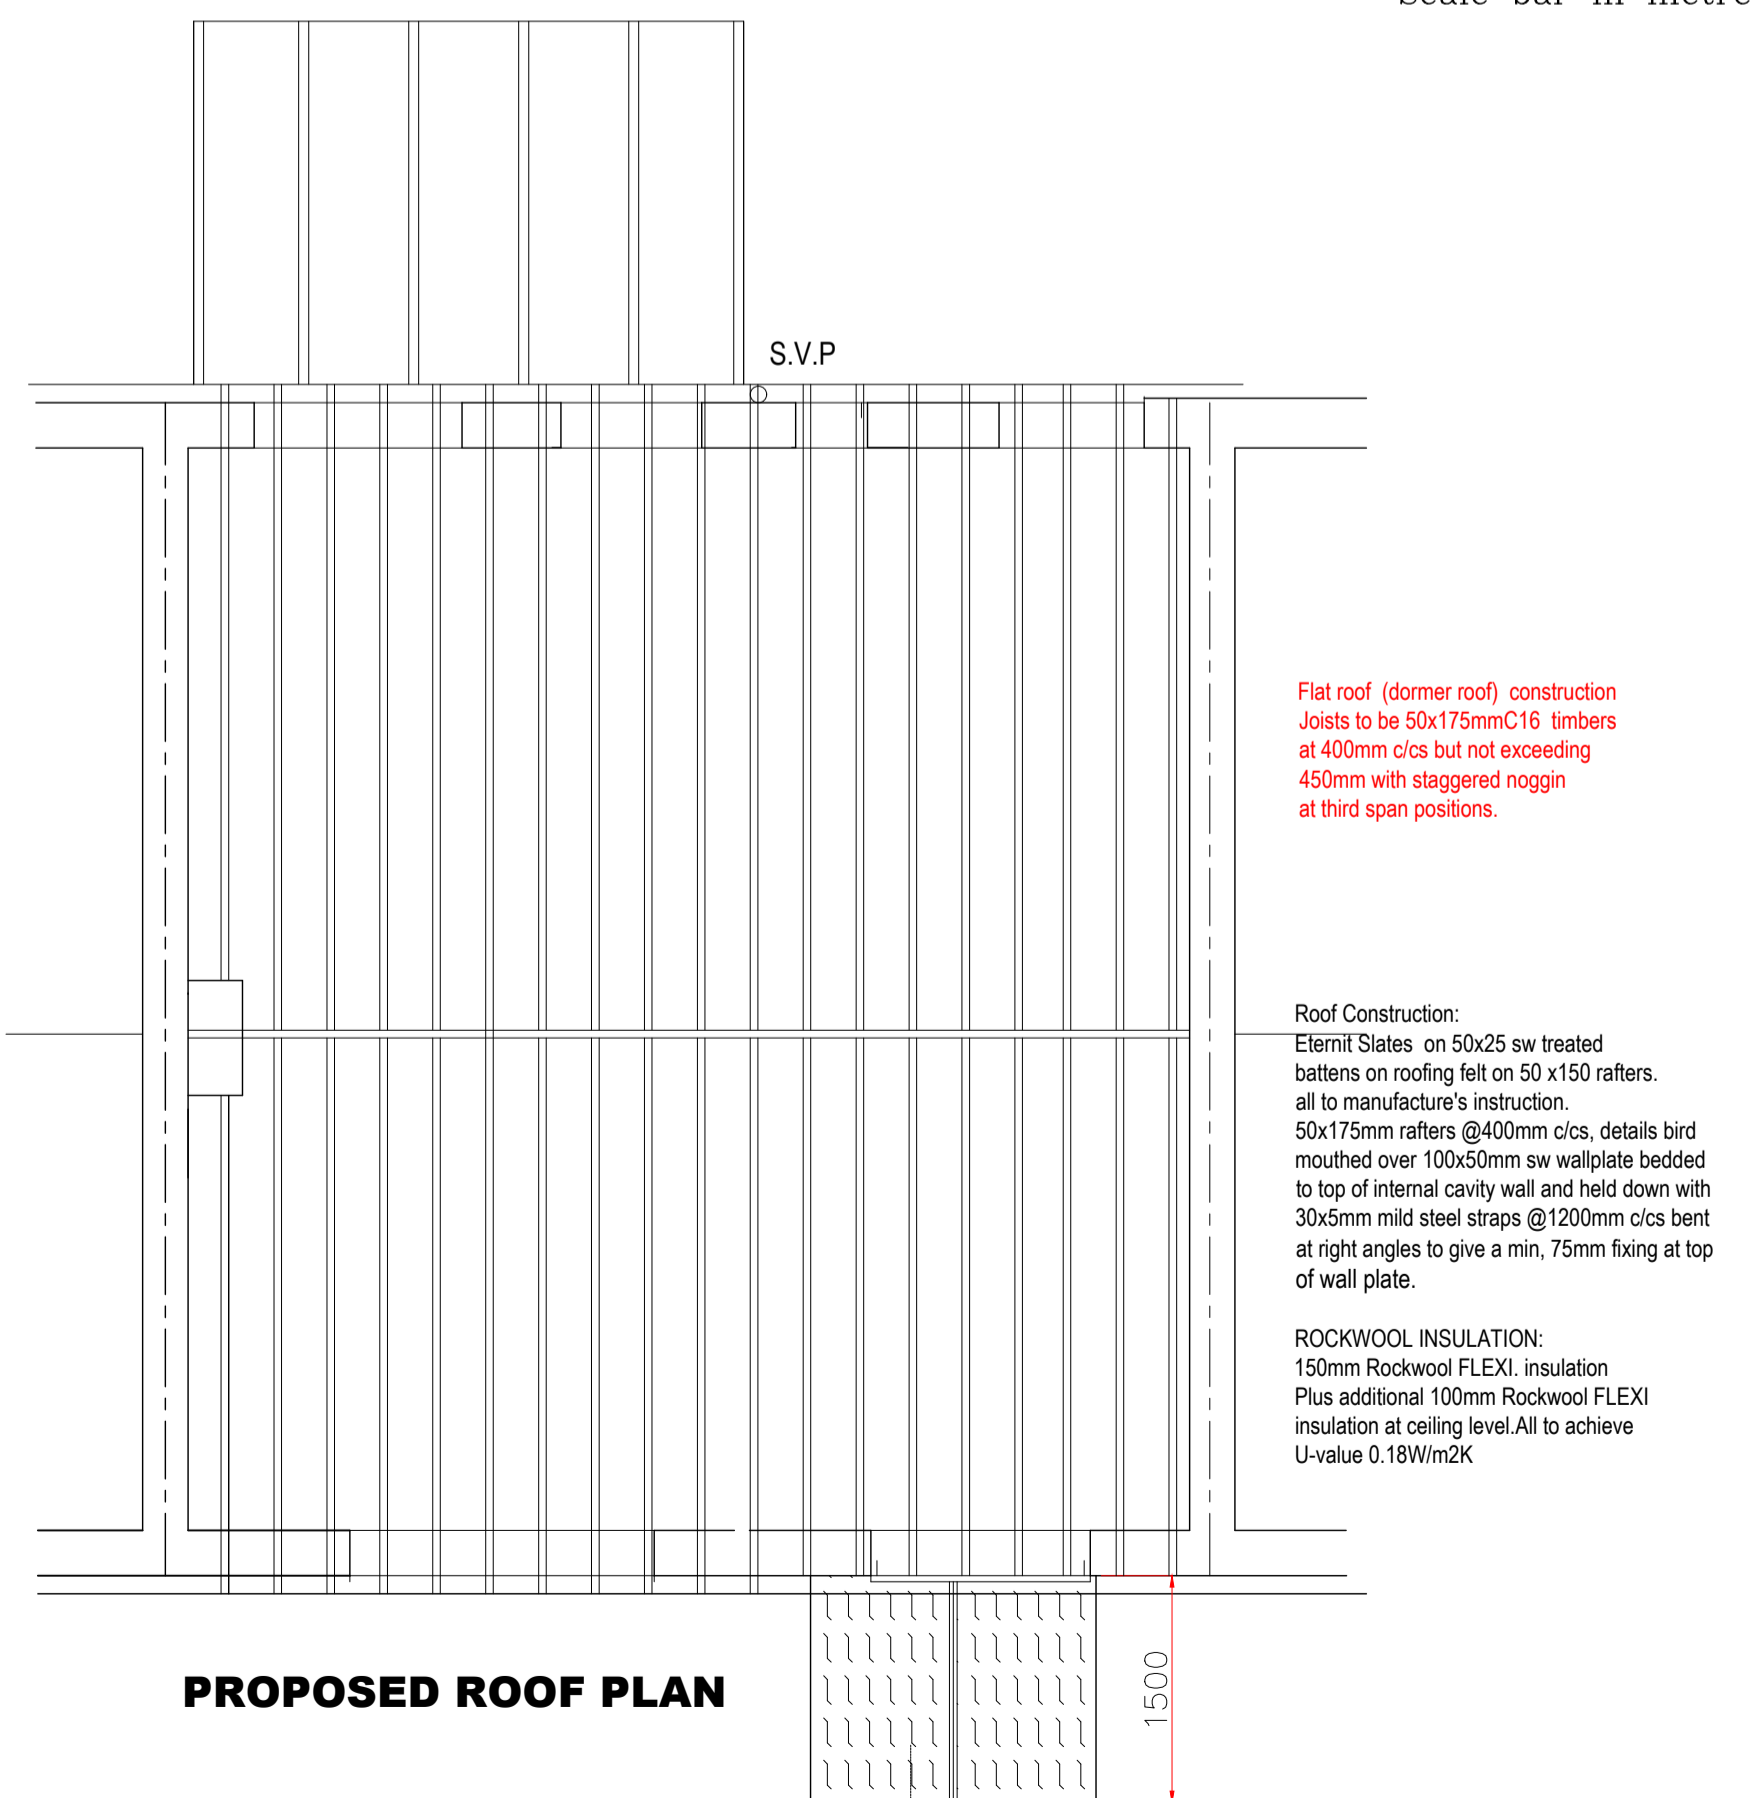 Scale bar in metre
S.V.P
Flat roof (dormer roof) construction
Joists to be 50x175mmC16 timbers
at 400mm c/cs but not exceeding
450mm with staggered noggin
at third span positions.
Roof Construction:
Eternit Slates on 50x25 sw treated
battens on roofing felt on 50 x150 rafters.
all to manufacture's instruction.
50x175mm rafters @400mm c/cs, details bird
mouthed over 100x50mm sw wallplate bedded
to top of internal cavity wall and held down with
30x5mm mild steel straps @1200mm c/cs bent
at right angles to give a min, 75mm fixing at top
of wall plate.
ROCKWOOL INSULATION:
150mm Rockwool FLEXI. insulation
Plus additional 100mm Rockwool FLEXI
insulation at ceiling level.All to achieve
U-value 0.18W/m2K
PROPOSED ROOF PLAN
1500